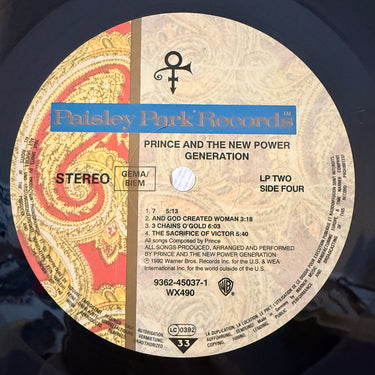 Paisley Park Records™
PRINCE AND THE NEW POWER
GENERATION
STEREO
GEMA/
BIEM
LP TWO
SIDE FOUR
1. 7 5:13
2. AND GOD CREATED WOMAN 3:18
3. 3 CHAINS O'GOLD 6:03
4. THE SACRIFICE OF VICTOR 5:40
All songs Composed by Prince
ALL SONGS PRODUCED, ARRANGED AND PERFORMED
BY PRINCE AND THE NEW POWER GENERATION
℗ 1992 Warner Bros. Records Inc. for the U.S. & WEA
International Inc. for the world outside of the U.S.
9362-45037-1
WX490
LC 0392
33